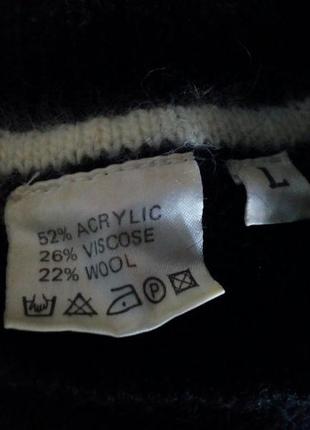 52% ACRYLIC
26% VISCOSE
22% WOOL
P
L